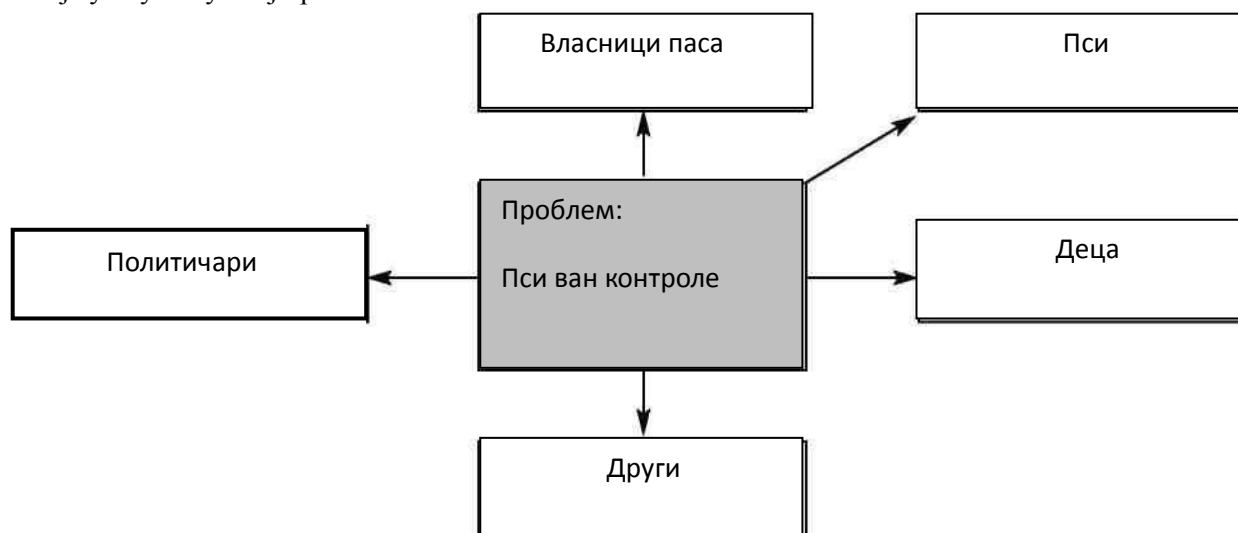 Власници паса
Пси
Проблем:
Пси ван контроле
Политичари
Деца
Други